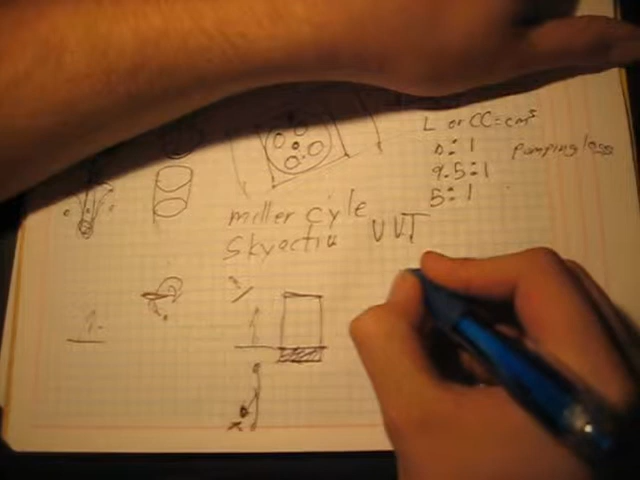 L or CC = cm³
pumping loss
9.5:1
5:1
miller cyle
Skyactiv
VVT